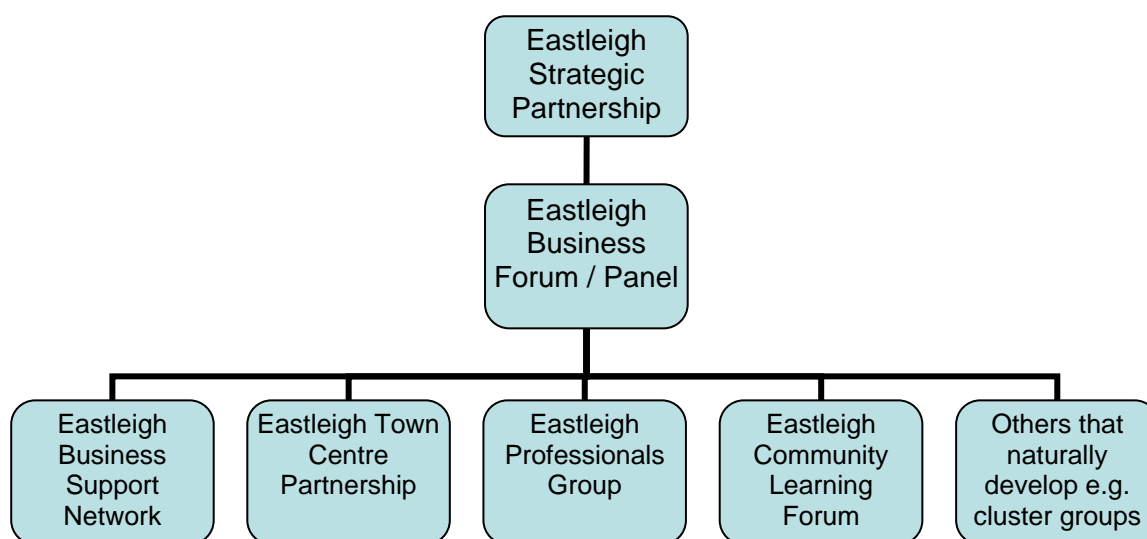 Eastleigh
Strategic
Partnership
Eastleigh
Business
Forum / Panel
Eastleigh
Business
Support
Network
Eastleigh Town
Centre
Partnership
Eastleigh
Professionals
Group
Eastleigh
Community
Learning
Forum
Others that
naturally
develop e.g.
cluster groups